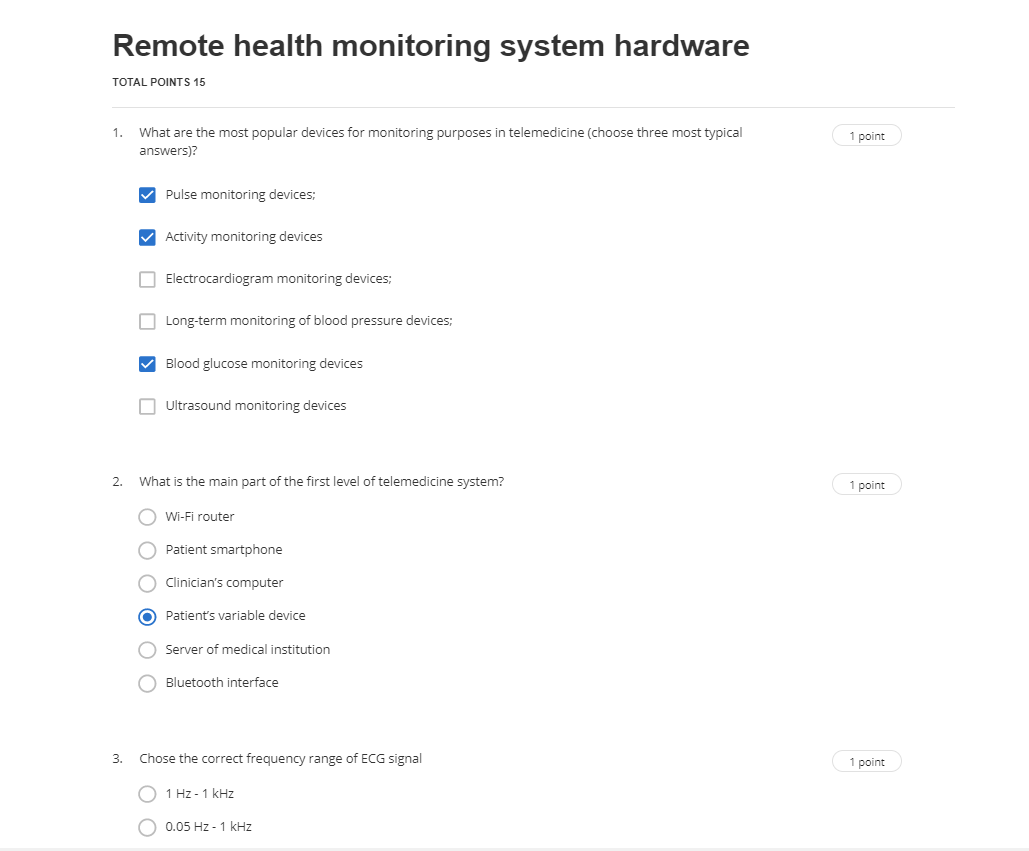 Remote health monitoring system hardware
TOTAL POINTS 15
1. What are the most popular devices for monitoring purposes in telemedicine (choose three most typical
answers)?
1 point
Pulse monitoring devices;
Activity monitoring devices
Electrocardiogram monitoring devices;
Long-term monitoring of blood pressure devices;
Blood glucose monitoring devices
Ultrasound monitoring devices
2. What is the main part of the first level of telemedicine system?
1 point
Wi-Fi router
Patient smartphone
Clinician's computer
Patient's variable device
Server of medical institution
Bluetooth interface
3. Chose the correct frequency range of ECG signal
1 point
1 Hz - 1 kHz
0.05 Hz - 1 kHz